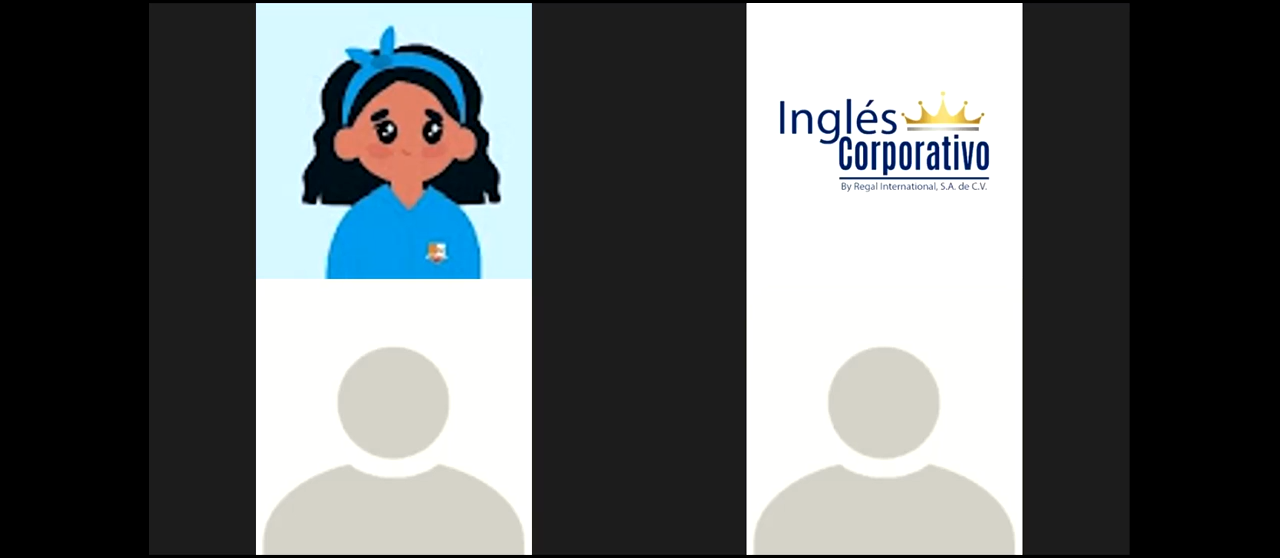 Inglés
Corporativo
By Regal International, S.A. de C.V.